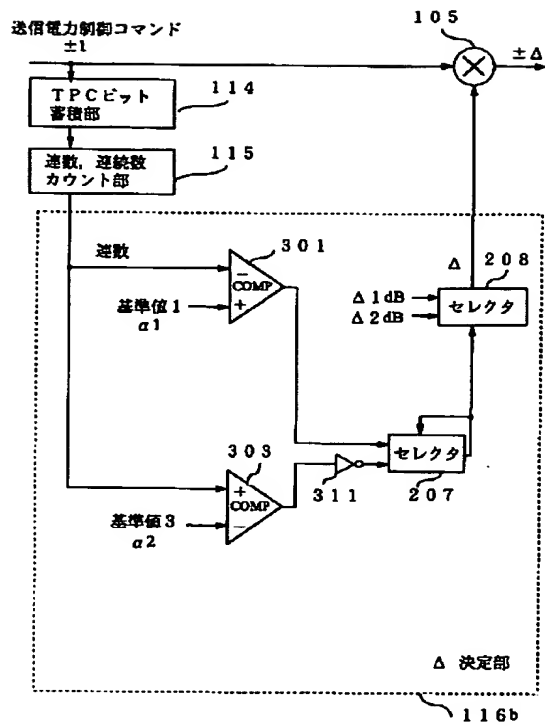 送信電力制御コマンド
±1
105
±Δ
TPCビット
蓄積部
114
連数，連続数
カウント部
115
連数
301
－
COMP
＋
基準値1
α1
Δ
208
Δ1dB
Δ2dB
セレクタ
303
＋
COMP
－
基準値3
α2
311
セレクタ
207
Δ 決定部
116b